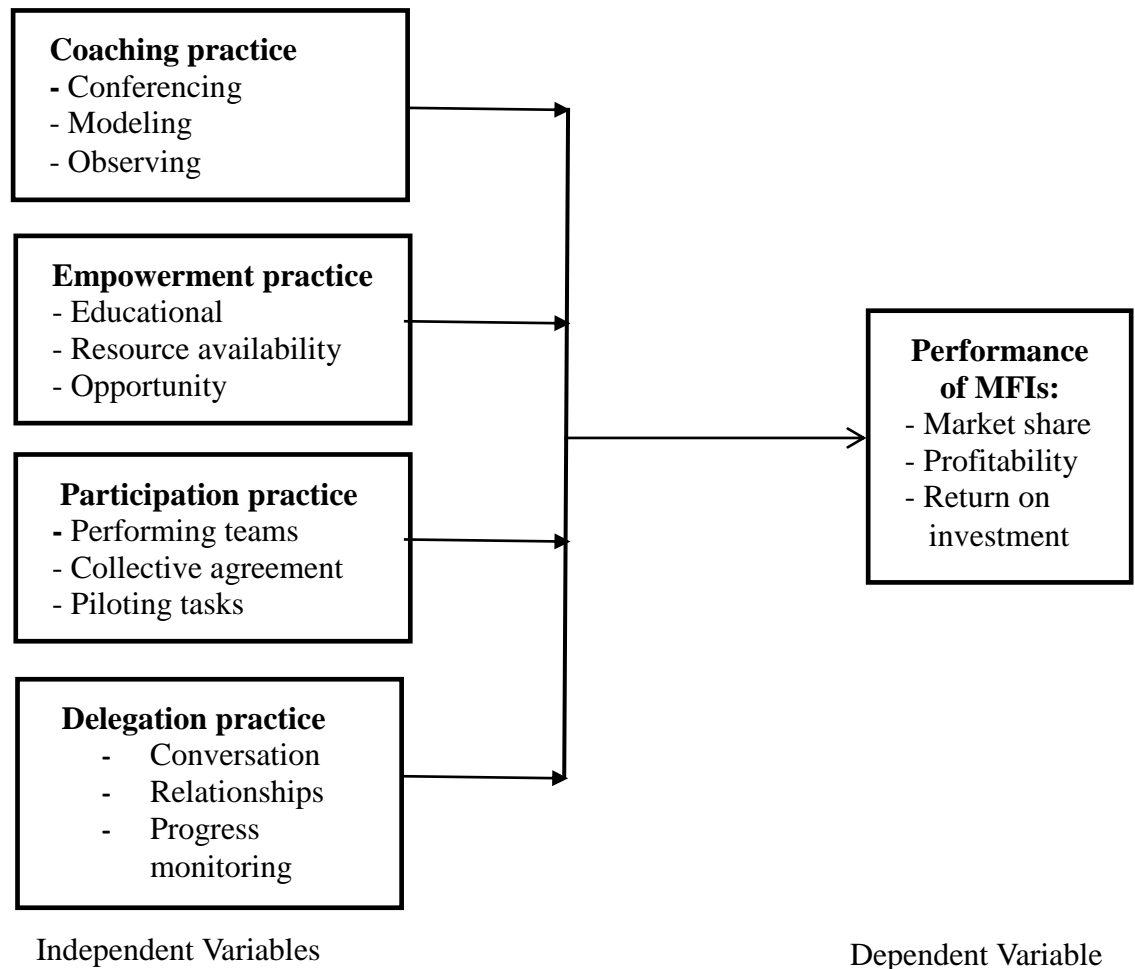 Coaching practice
- Conferencing
- Modeling
- Observing
Empowerment practice
- Educational
- Resource availability
- Opportunity
Participation practice
- Performing teams
- Collective agreement
- Piloting tasks
Delegation practice
- Conversation
- Relationships
- Progress
monitoring
Performance
of MFIs:
- Market share
- Profitability
- Return on
investment
Independent Variables
Dependent Variable